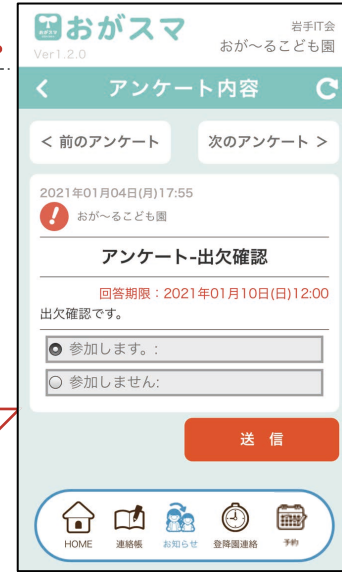 おがスマ
Ver1.2.0
岩手IT会
おが～るこども園
アンケート内容
< 前のアンケート
次のアンケート >
2021年01月04日(月)17:55
おが～るこども園
アンケート-出欠確認
回答期限：2021年01月10日(日)12:00
出欠確認です。
参加します。:
参加しません:
送 信
HOME
連絡帳
お知らせ
登降園連絡
予約